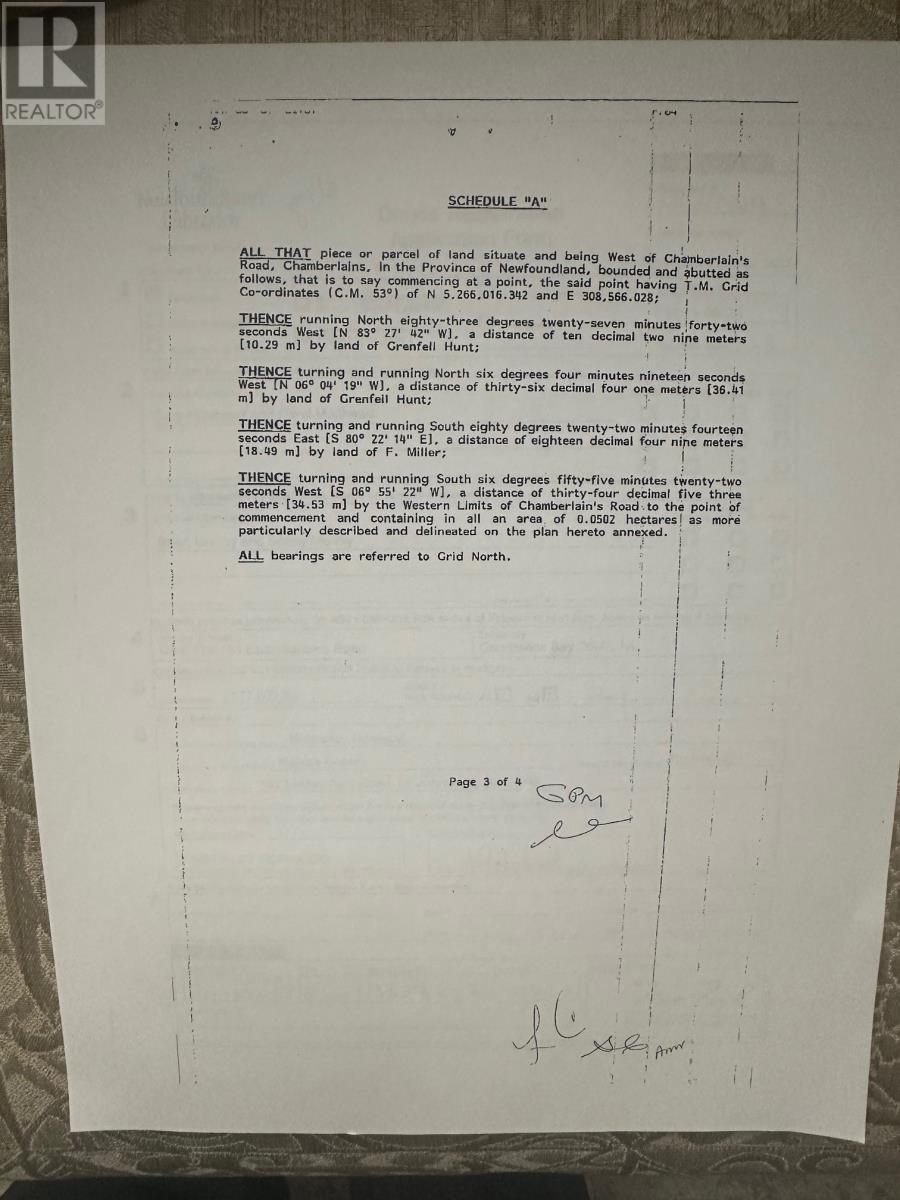 REALTOR®
SCHEDULE "A"
ALL THAT piece or parcel of land situate and being West of Chamberlain's
Road, Chamberlains, in the Province of Newfoundland, bounded and abutted as
follows, that is to say commencing at a point, the said point having T.M. Grid
Co-ordinates (C.M. 53°) of N 5,266,016.342 and E 308,566.028;
THENCE running North eighty-three degrees twenty-seven minutes forty-two
seconds West [N 83° 27' 42" W], a distance of ten decimal two nine meters
[10.29 m] by land of Grenfell Hunt;
THENCE turning and running North six degrees four minutes nineteen seconds
West [N 06° 04' 19" W], a distance of thirty-six decimal four one meters [36.41
m] by land of Grenfell Hunt;
THENCE turning and running South eighty degrees twenty-two minutes fourteen
seconds East [S 80° 22' 14" E], a distance of eighteen decimal four nine meters
[18.49 m] by land of F. Miller;
THENCE turning and running South six degrees fifty-five minutes twenty-two
seconds West [S 06° 55' 22" W], a distance of thirty-four decimal five three
meters [34.53 m] by the Western Limits of Chamberlain's Road to the point of
commencement and containing in all an area of 0.0502 hectares as more
particularly described and delineated on the plan hereto annexed.
ALL bearings are referred to Grid North.
Page 3 of 4
GPM